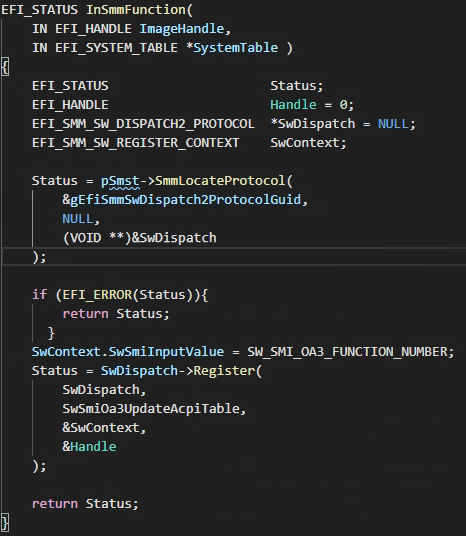 EFI_STATUS InSmmFunction(
    IN EFI_HANDLE ImageHandle,
    IN EFI_SYSTEM_TABLE *SystemTable )
{
    EFI_STATUS                     Status;
    EFI_HANDLE                     Handle = 0;
    EFI_SMM_SW_DISPATCH2_PROTOCOL  *SwDispatch = NULL;
    EFI_SMM_SW_REGISTER_CONTEXT    SwContext;

    Status = pSmst->SmmLocateProtocol(
        &gEfiSmmSwDispatch2ProtocolGuid,
        NULL,
        (VOID **)&SwDispatch
    );

    if (EFI_ERROR(Status)){
        return Status;
      }
    SwContext.SwSmiInputValue = SW_SMI_OA3_FUNCTION_NUMBER;
    Status = SwDispatch->Register(
        SwDispatch,
        SwSmiOa3UpdateAcpiTable,
        &SwContext,
        &Handle
    );

    return Status;
}